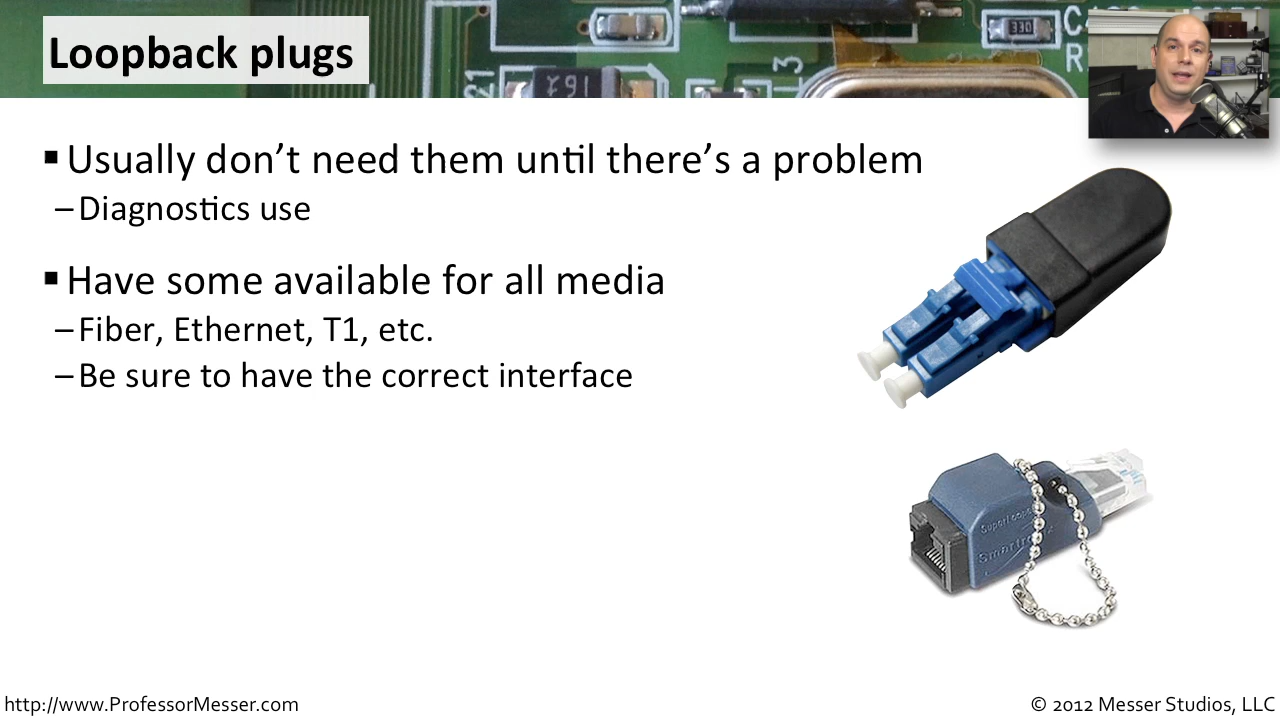 Loopback plugs
▪ Usually don’t need them until there’s a problem
– Diagnostics use
▪ Have some available for all media
– Fiber, Ethernet, T1, etc.
– Be sure to have the correct interface
330
http://www.ProfessorMesser.com
© 2012 Messer Studios, LLC